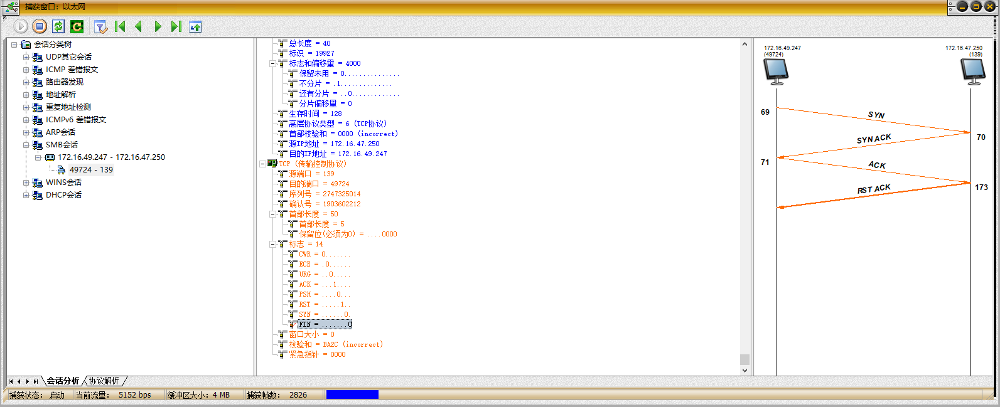 捕获窗口：以太网
会话分类树
UDP其它会话
ICMP 差错报文
路由器发现
地址解析
重复地址检测
ICMPv6 差错报文
ARP会话
SMB会话
172.16.49.247 - 172.16.47.250
49724 - 139
WINS会话
DHCP会话
总长度 = 40
标识 = 19927
标志和偏移量 = 4000
保留未用 = 0...............
不分片 = .1..............
还有分片 = ..0.............
分片偏移量 = 0
生存时间 = 128
高层协议类型 = 6 (TCP协议)
首部校验和 = 0000 (incorrect)
源IP地址 = 172.16.47.250
目的IP地址 = 172.16.49.247
TCP (传输控制协议)
源端口 = 139
目的端口 = 49724
序列号 = 2747325014
确认号 = 1903602212
首部长度 = 50
首部长度 = 5
保留位(必须为0) = ....0000
标志 = 14
CWR = 0.......
ECE = .0......
URG = ..0.....
ACK = ...1....
PSH = ....0...
RST = .....1..
SYN = ......0.
FIN = .......0
窗口大小 = 0
校验和 = BA2C (incorrect)
紧急指针 = 0000
172.16.49.247
(49724)
172.16.47.250
(139)
69
SYN
70
SYN ACK
71
ACK
173
RST ACK
会话分析
协议解析
捕获状态： 启动
当前流量： 5152 bps
缓冲区大小：4 MB
捕获帧数： 2826